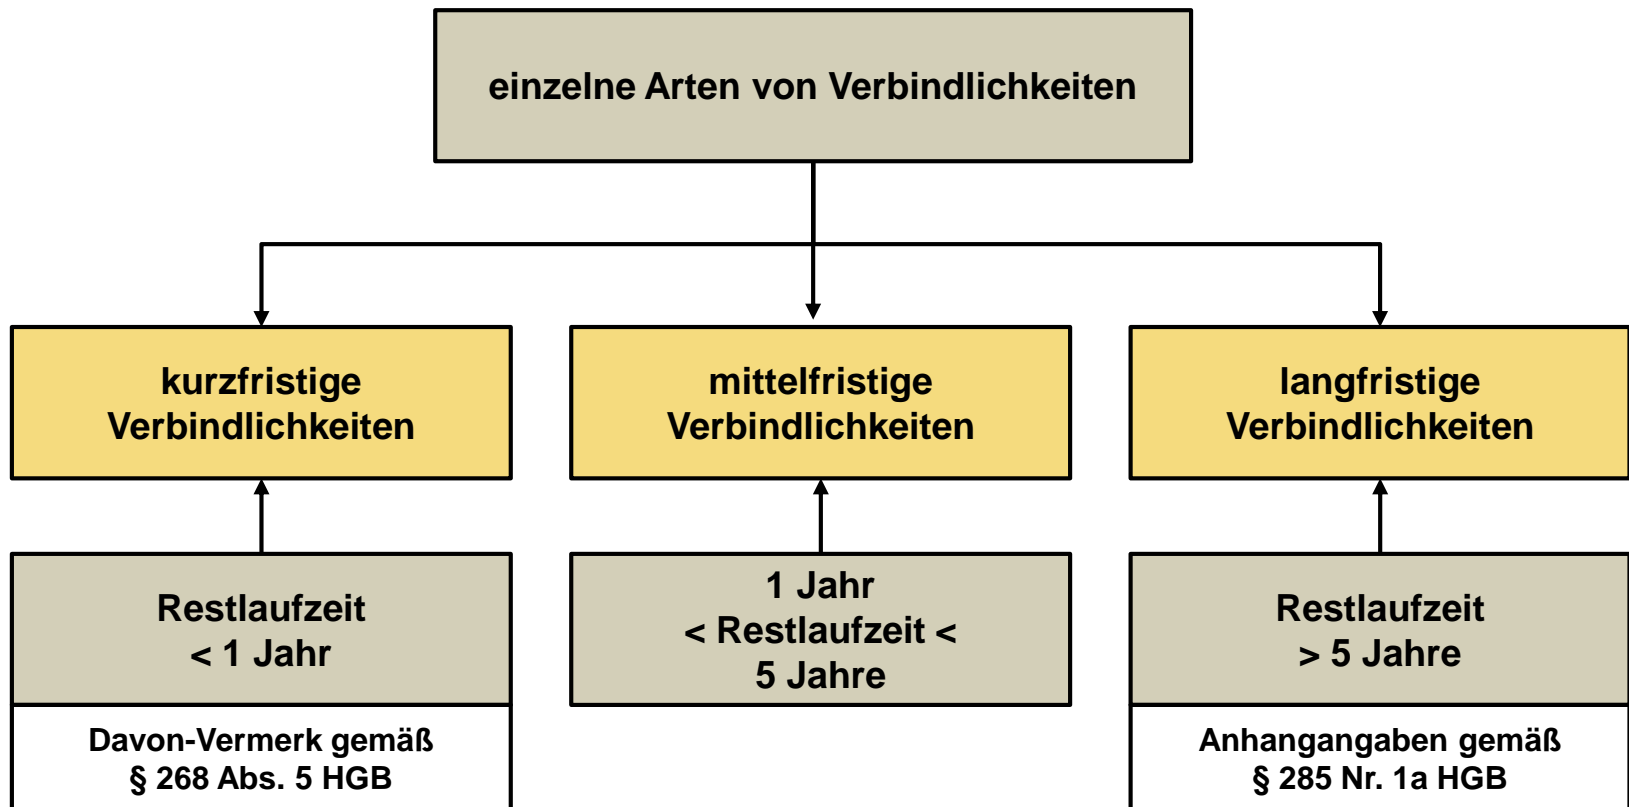 einzelne Arten von Verbindlichkeiten
kurzfristige
Verbindlichkeiten
mittelfristige
Verbindlichkeiten
langfristige
Verbindlichkeiten
Restlaufzeit
< 1 Jahr
1 Jahr
< Restlaufzeit <
5 Jahre
Restlaufzeit
> 5 Jahre
Davon-Vermerk gemäß
§ 268 Abs. 5 HGB
Anhangangaben gemäß
§ 285 Nr. 1a HGB